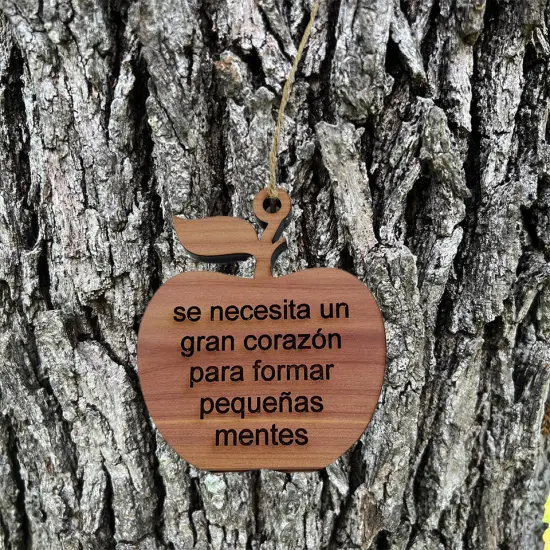 se necesita un
gran corazón
para formar
pequeñas
mentes